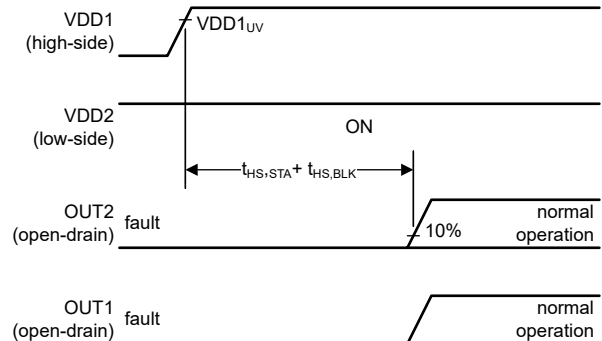 VDD1
(high-side)
VDD1UV
VDD2
(low-side)
ON
tHS,STA+ tHS,BLK
OUT2
(open-drain)
fault
10%
normal
operation
OUT1
(open-drain)
fault
normal
operation